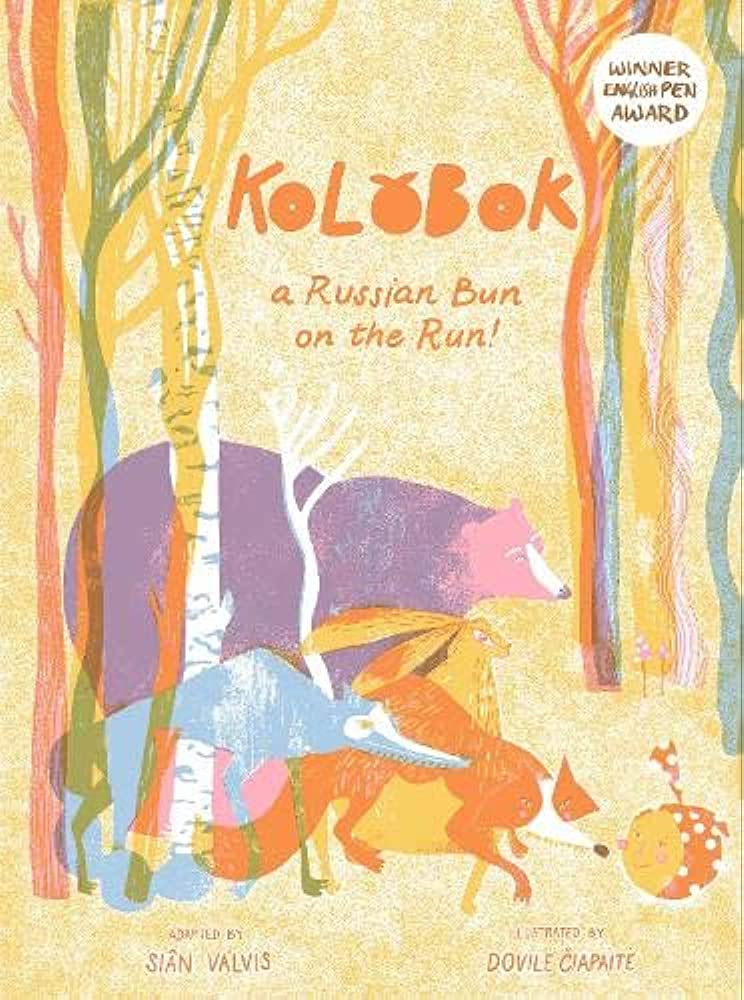 WINNER
ENGLISH PEN
AWARD
KOLOBOK
a Russian Bun
on the Run!
ADAPTED BY
SIÂN VALVIS
ILLUSTRATED BY
DOVILE ČIAPAITĖ